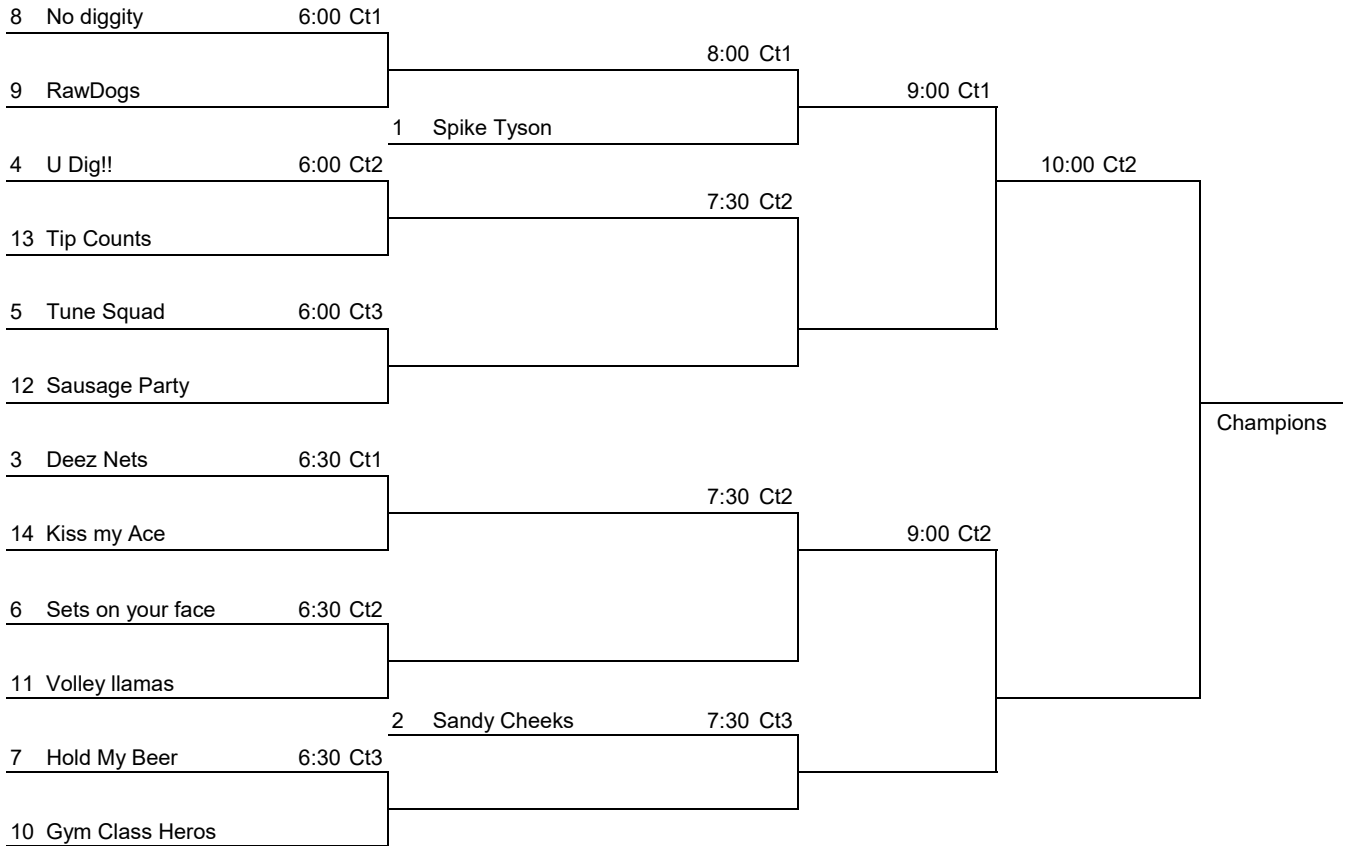 8 No diggity 6:00 Ct1
8:00 Ct1
9 RawDogs 9:00 Ct1
1 Spike Tyson
4 U Dig!! 6:00 Ct2 10:00 Ct2
7:30 Ct2
13 Tip Counts
5 Tune Squad 6:00 Ct3
12 Sausage Party
Champions
3 Deez Nets 6:30 Ct1
7:30 Ct2
14 Kiss my Ace 9:00 Ct2
6 Sets on your face 6:30 Ct2
11 Volley llamas
2 Sandy Cheeks 7:30 Ct3
7 Hold My Beer 6:30 Ct3
10 Gym Class Heros